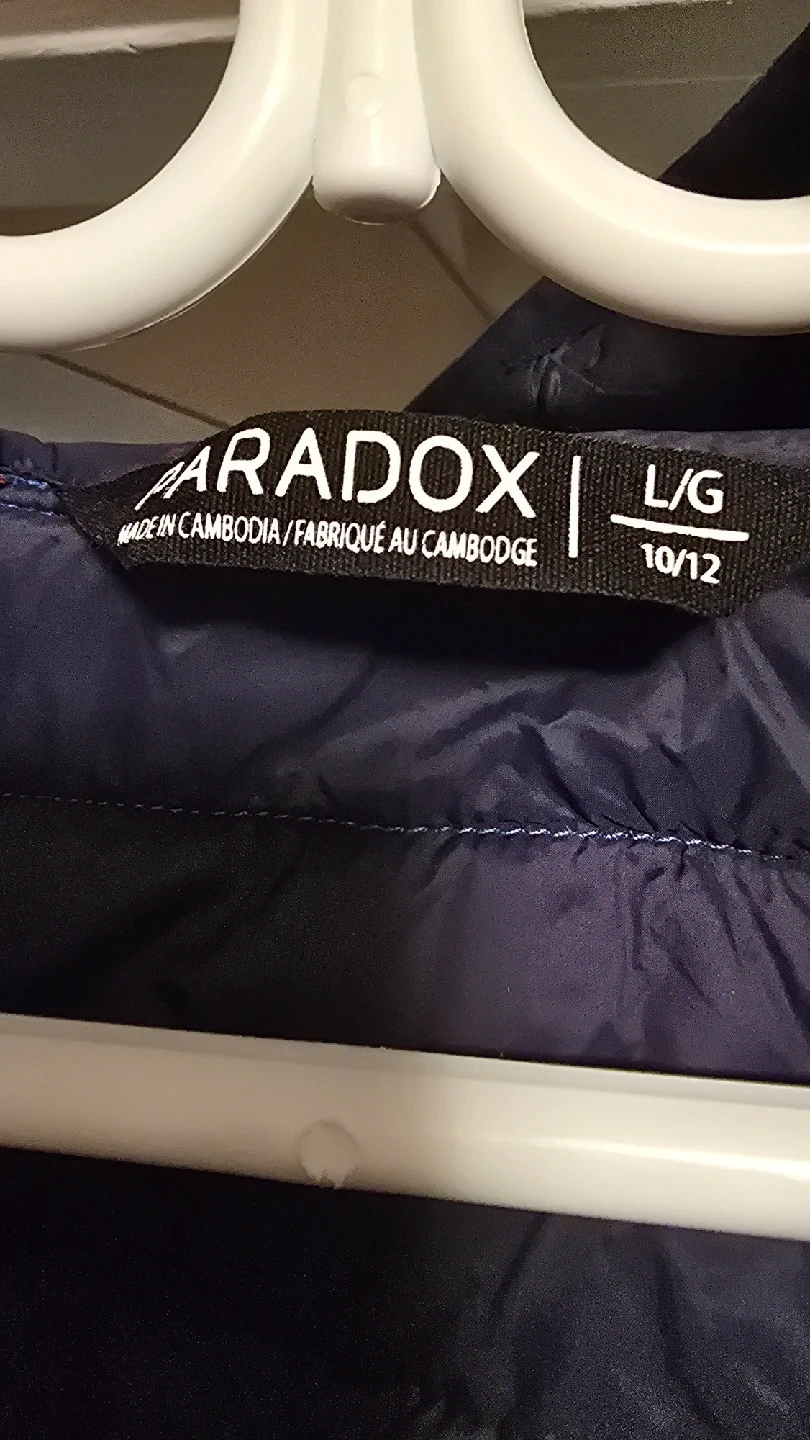 PARADOX
MADE IN CAMBODIA / FABRIQUÉ AU CAMBODGE
L/G
10/12